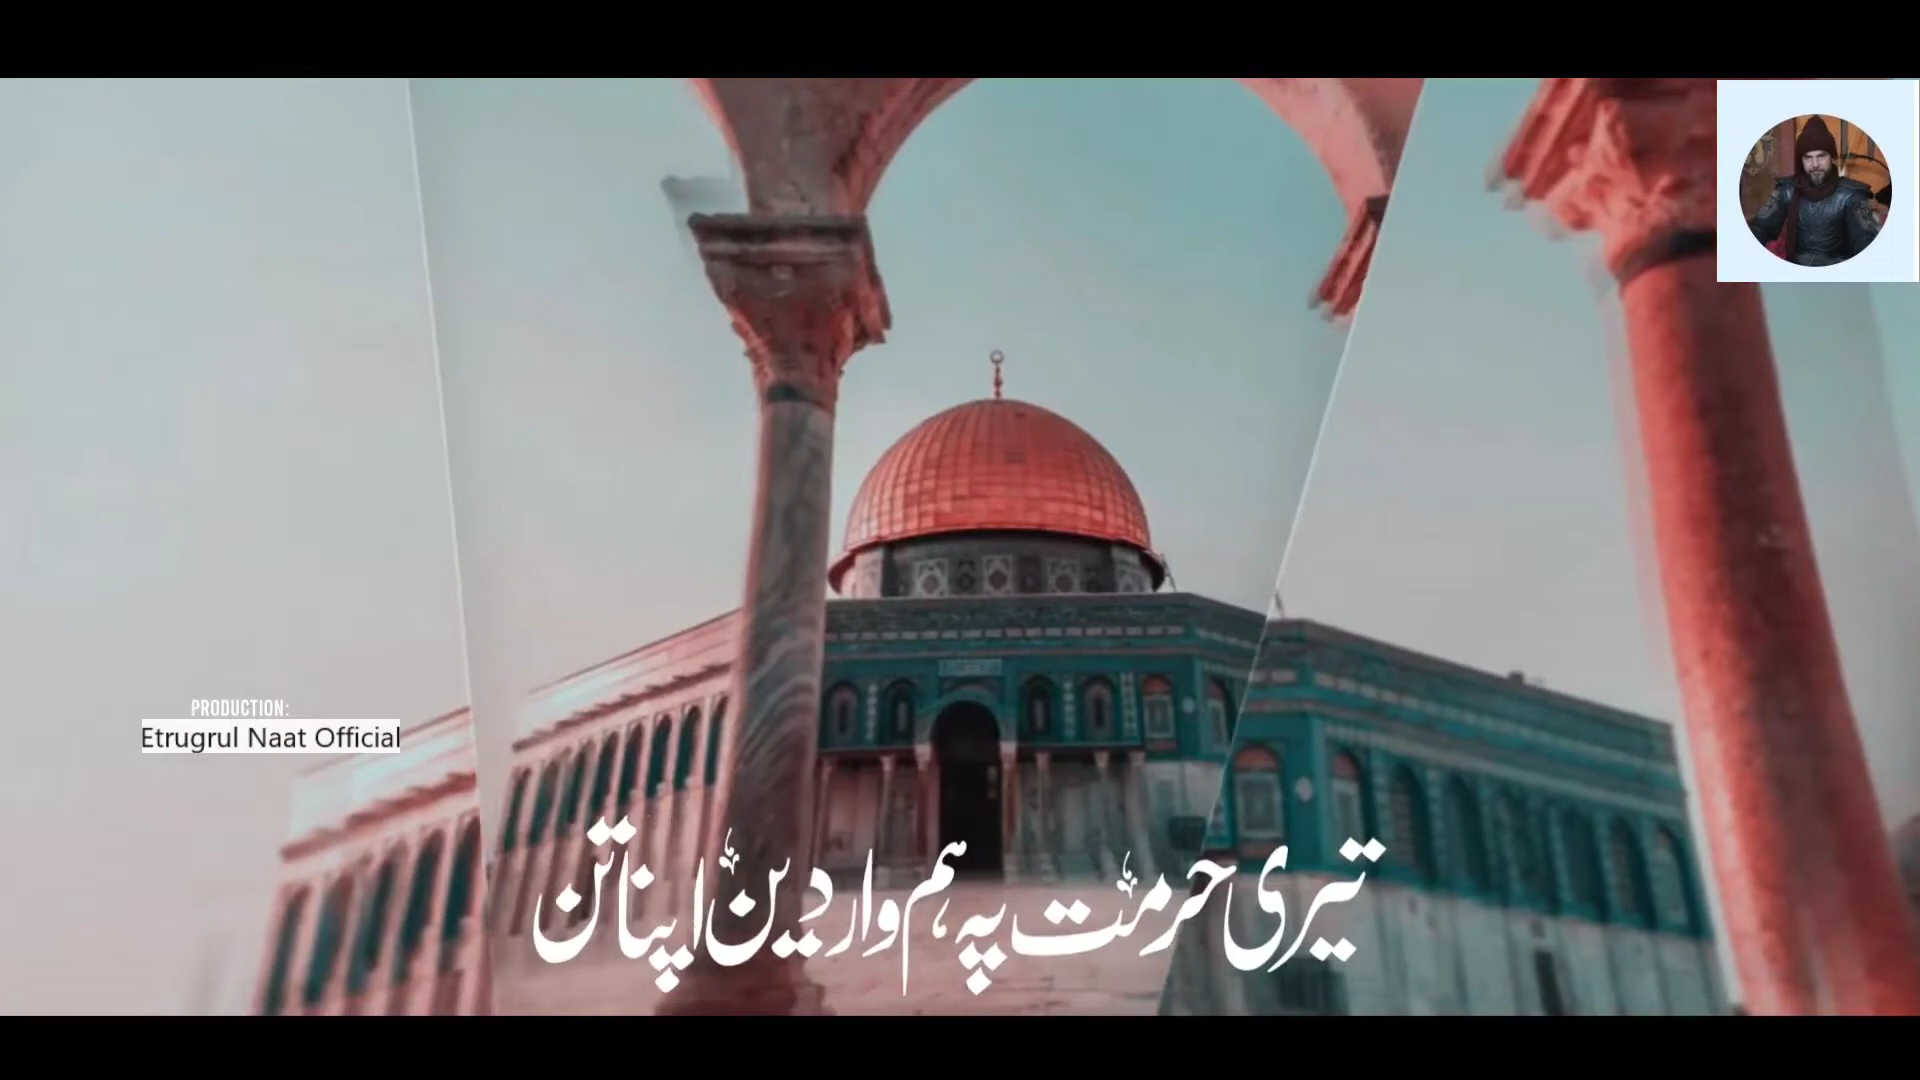 PRODUCTION:
Etrugrul Naat Official
تیری حرمت پہ ہم وار دیں اپنا تن